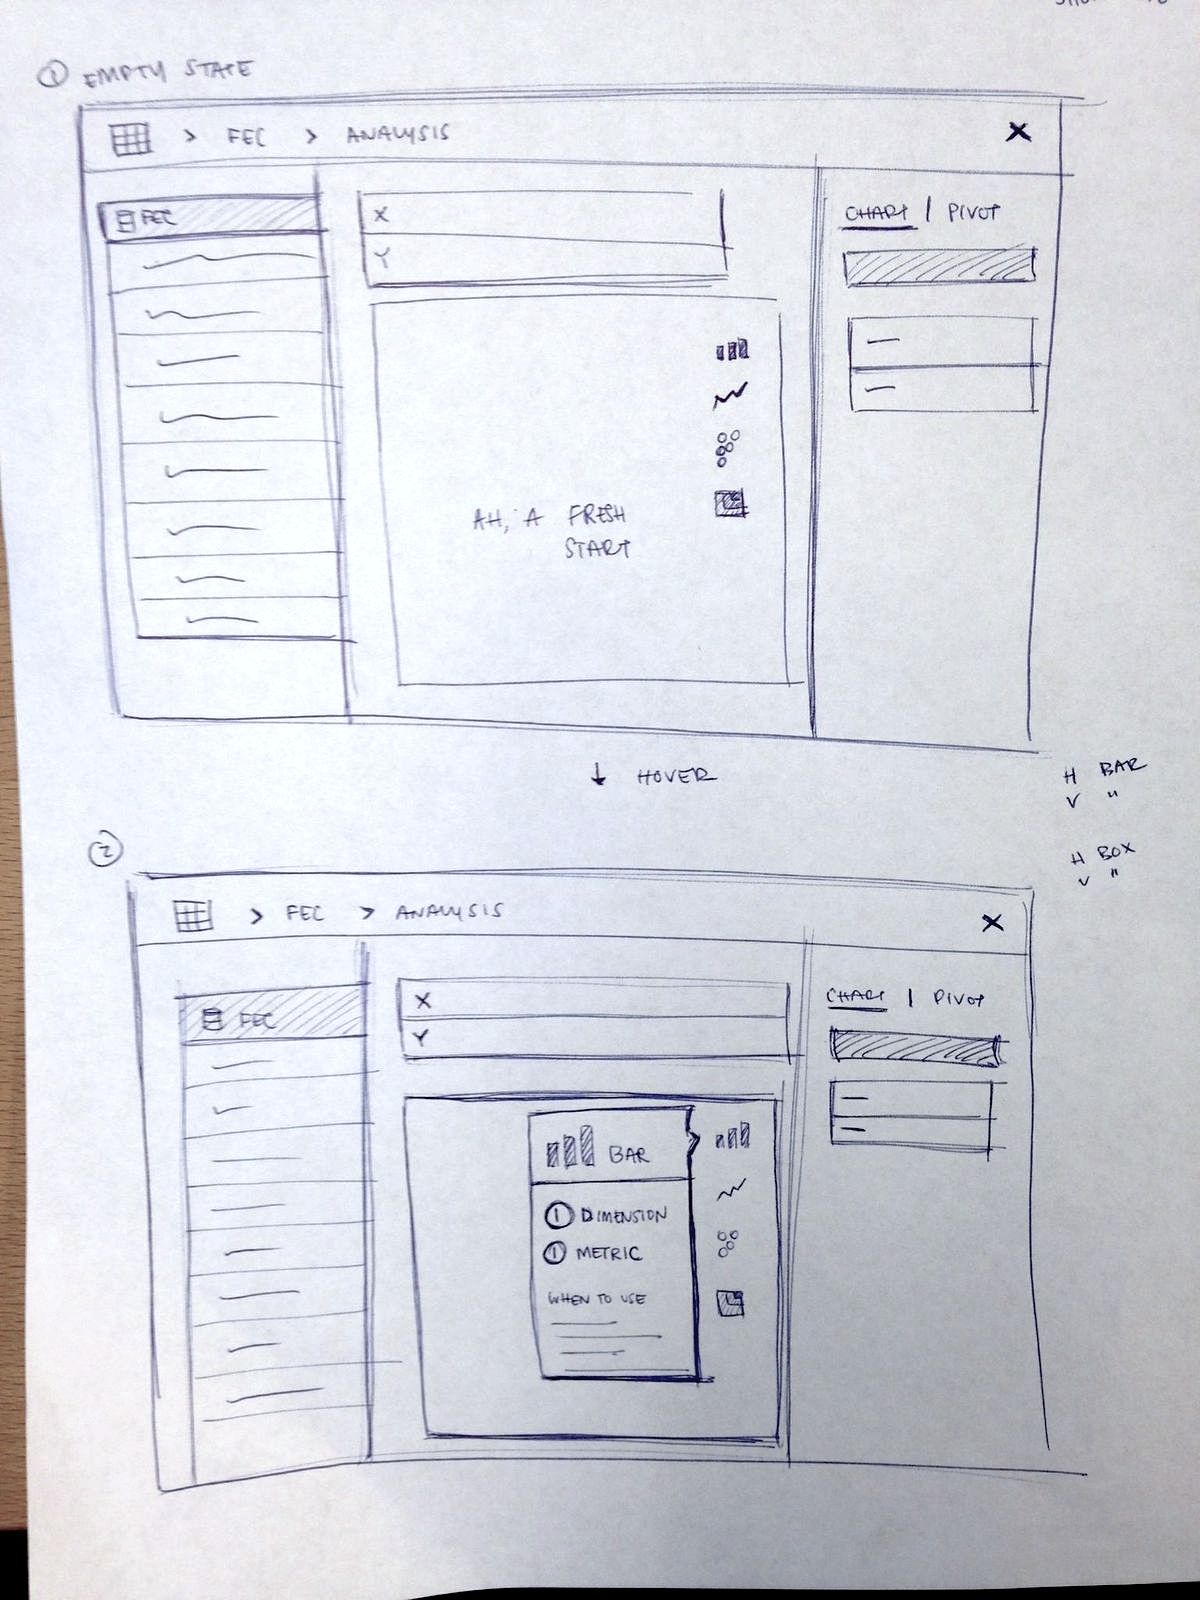 ① EMPTY STATE
> FEC > ANALYSIS X
FEC
X
Y
CHART | PIVOT
AH, A FRESH
START
↓ HOVER
H BAR
V "
H BOX
V "
②
> FEC > ANALYSIS X
FEC
X
Y
CHART | PIVOT
BAR
① DIMENSION
① METRIC
WHEN TO USE